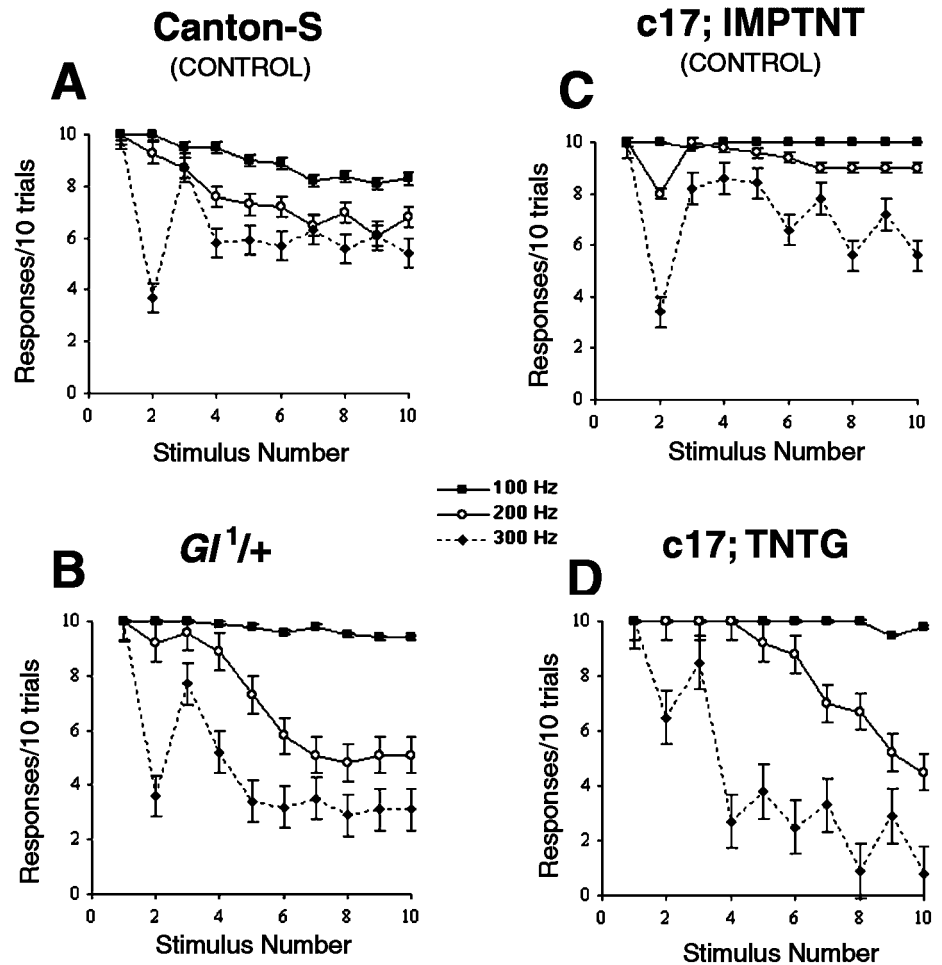 Canton-S
(CONTROL)
A
Responses/10 trials
10
8
6
4
2
0
0 2 4 6 8 10
Stimulus Number
c17; IMPTNT
(CONTROL)
C
Responses/10 trials
10
8
6
4
2
0
0 2 4 6 8 10
Stimulus Number
100 Hz
200 Hz
300 Hz
Gl 1/+
B
Responses/10 trials
10
8
6
4
2
0
0 2 4 6 8 10
Stimulus Number
c17; TNTG
D
Responses/10 trials
10
8
6
4
2
0
0 2 4 6 8 10
Stimulus Number